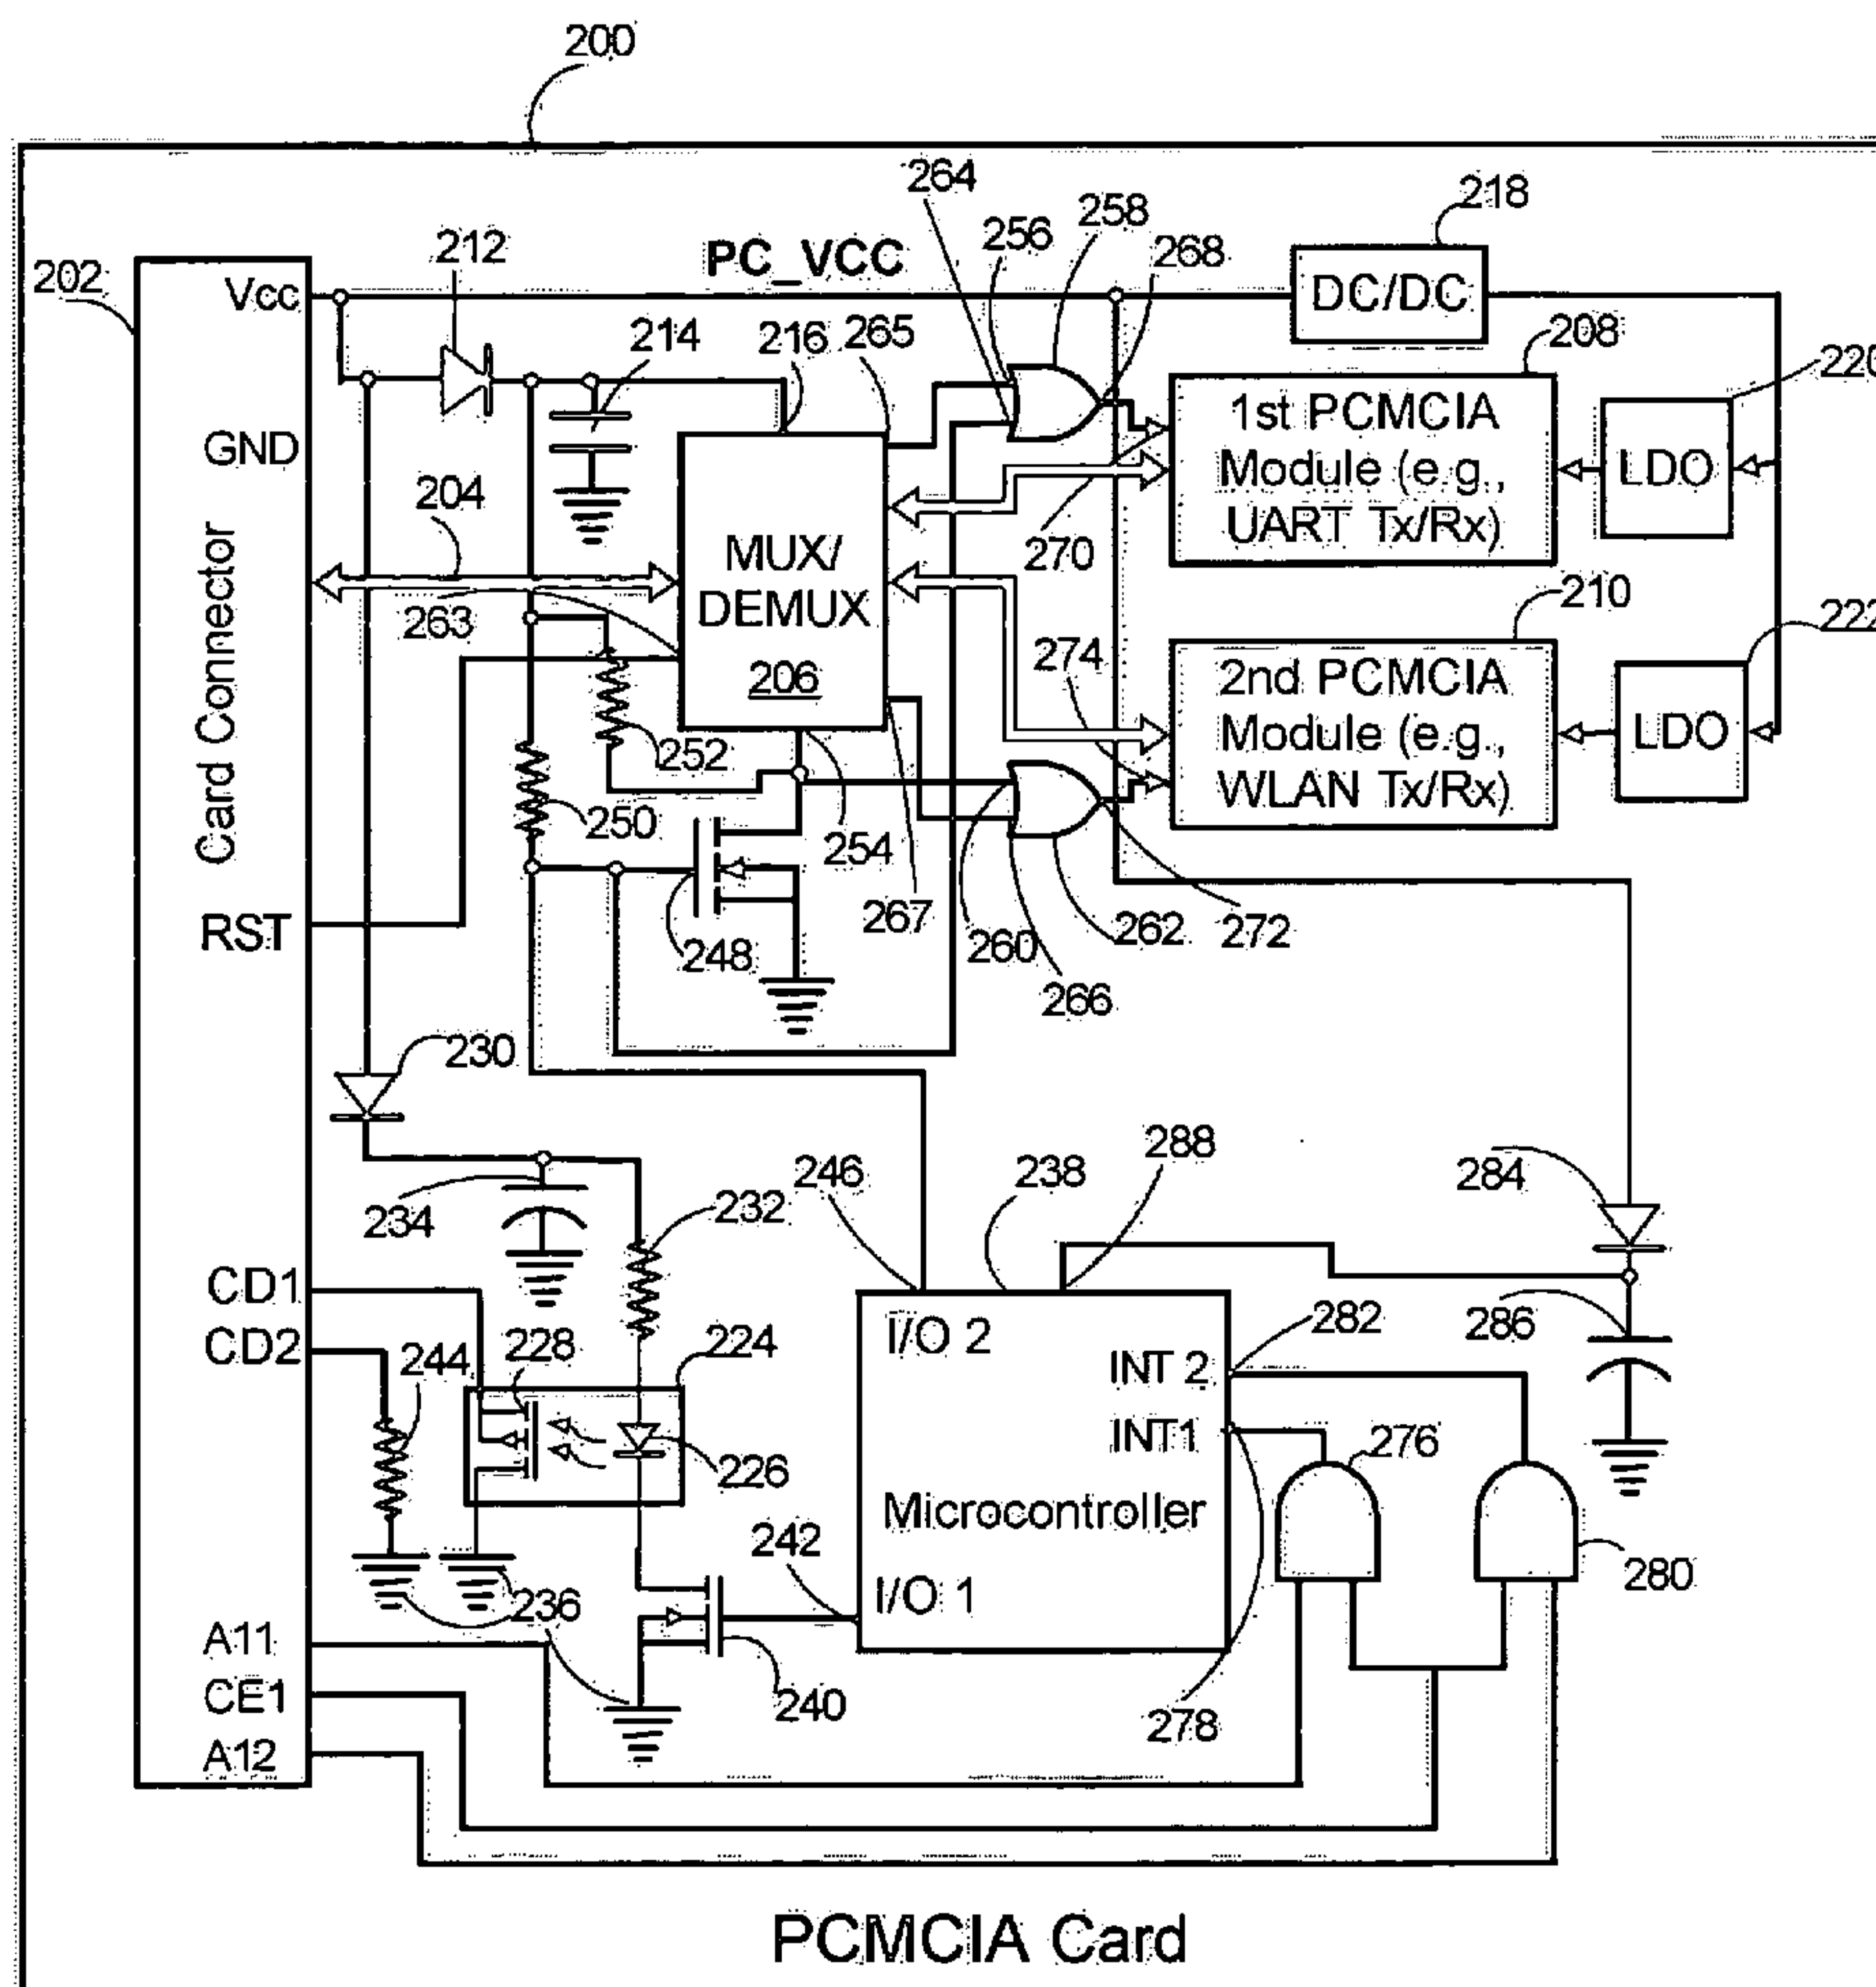 200
264
218
258
256
268
212
PC_VCC
202
Vcc
DC/DC
214
216
265
208
220
1st PCMCIA
Module (e.g.,
UART Tx/Rx)
LDO
GND
204
270
MUX/
DEMUX
206
263
210
222
274
2nd PCMCIA
Module (e.g.,
WLAN Tx/Rx)
LDO
Card Connector
252
250
254
267
RST
248
260
262
272
266
230
246
238
288
284
234
232
CD1
CD2
244
228
224
I/O 2
INT 2
282
286
INT1
276
226
Microcontroller
242
I/O 1
280
236
A11
CE1
A12
240
278
PCMCIA Card